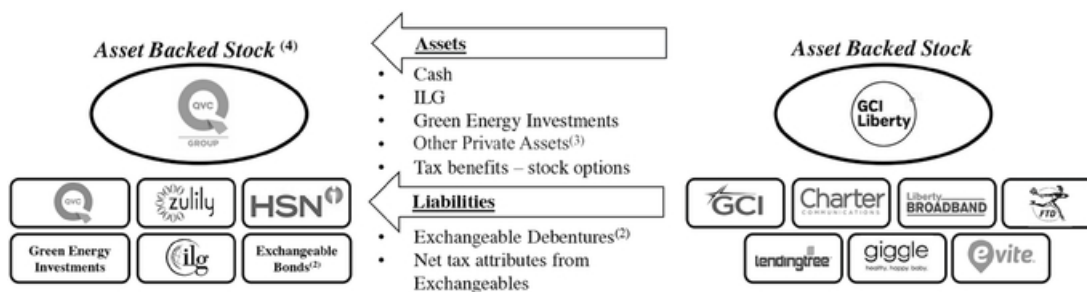 Asset Backed Stock (4)
QVC
GROUP
QVC
zulily
HSN
Green Energy
Investments
ilg
Exchangeable
Bonds(2)
Assets
• Cash
• ILG
• Green Energy Investments
• Other Private Assets(3)
• Tax benefits – stock options
Liabilities
• Exchangeable Debentures(2)
• Net tax attributes from
Exchangeables
Asset Backed Stock
GCI
Liberty
GCI
Charter
COMMUNICATIONS
Liberty
BROADBAND
FTD
lendingtree
giggle
healthy. happy. baby.
evite